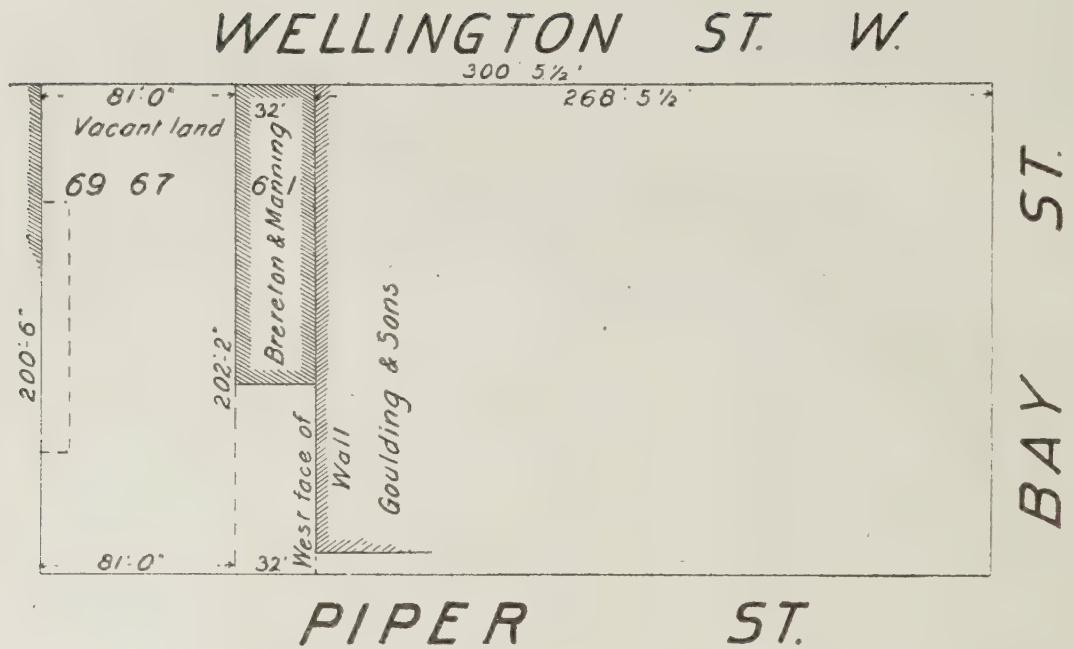 WELLINGTON ST. W.
300' 5½'
81'0" 32' 268' 5½'
Vacant land
69 67 61
Brereton & Manning
200'-6"
202'-2"
West face of
Wall
Goulding & Sons
81'0" 32'
PIPER ST.
BAY ST.